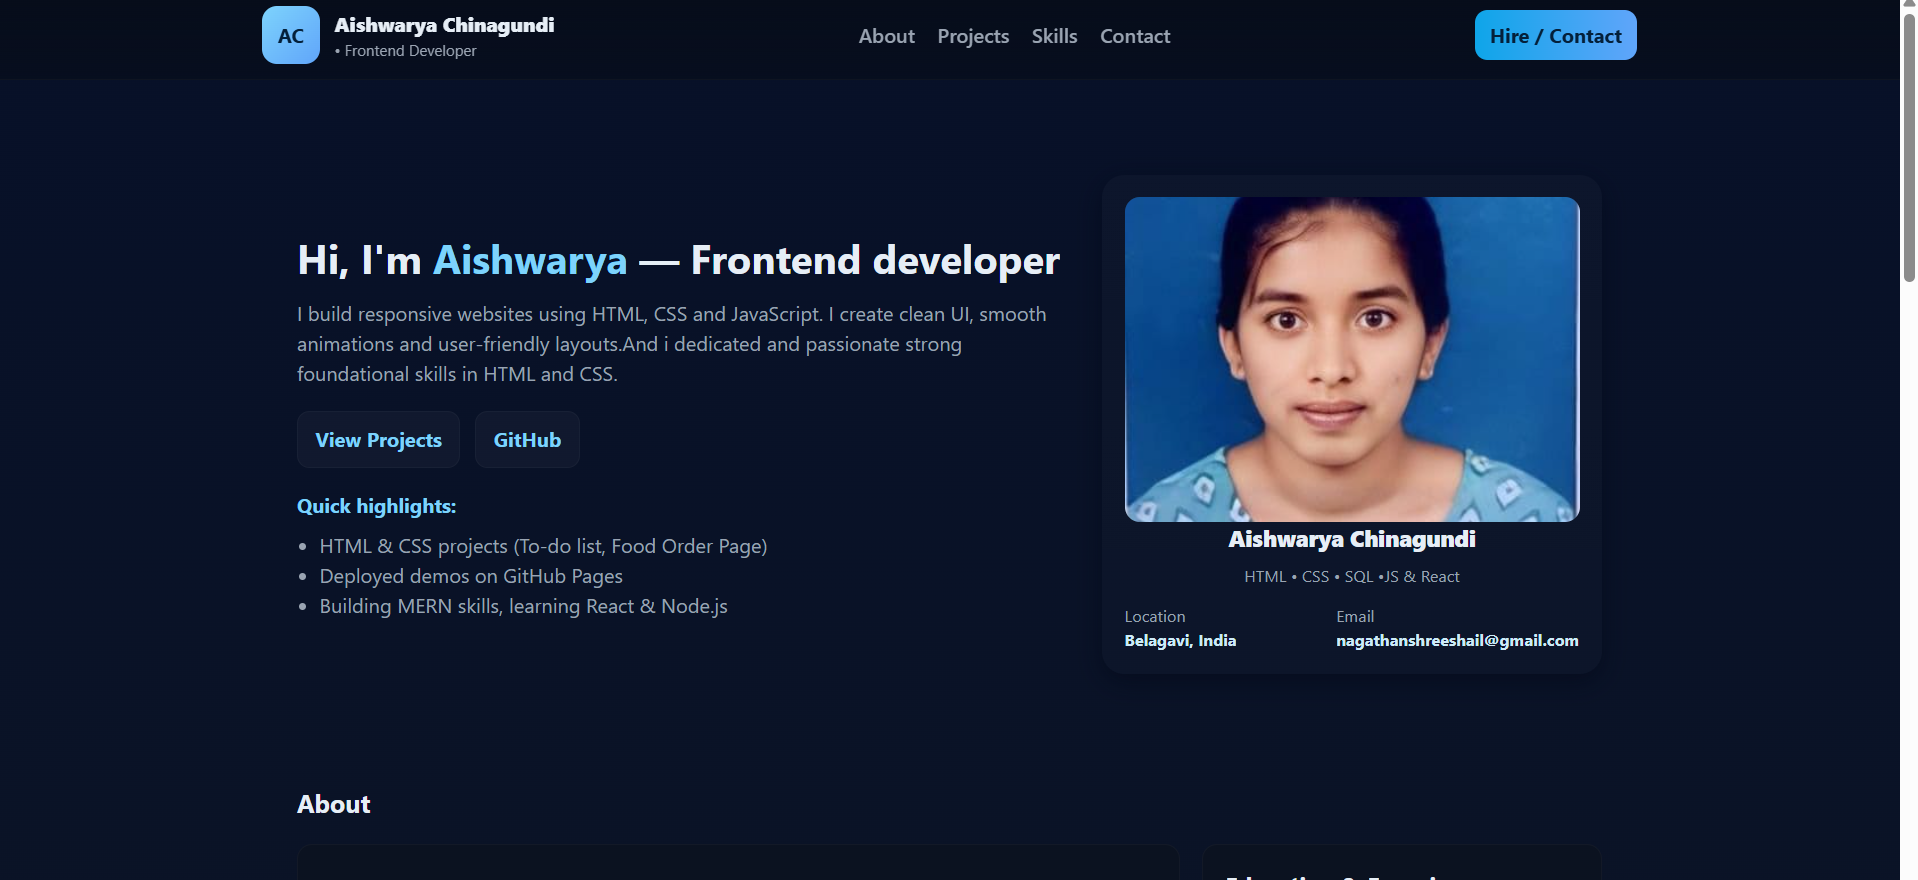 AC
Aishwarya Chinagundi
• Frontend Developer
About Projects Skills Contact
Hire / Contact
Hi, I'm Aishwarya — Frontend developer
I build responsive websites using HTML, CSS and JavaScript. I create clean UI, smooth
animations and user-friendly layouts.And i dedicated and passionate strong
foundational skills in HTML and CSS.
View Projects
GitHub
Quick highlights:
• HTML & CSS projects (To-do list, Food Order Page)
• Deployed demos on GitHub Pages
• Building MERN skills, learning React & Node.js
Aishwarya Chinagundi
HTML • CSS • SQL •JS & React
Location
Belagavi, India
Email
nagathanshreeshail@gmail.com
About